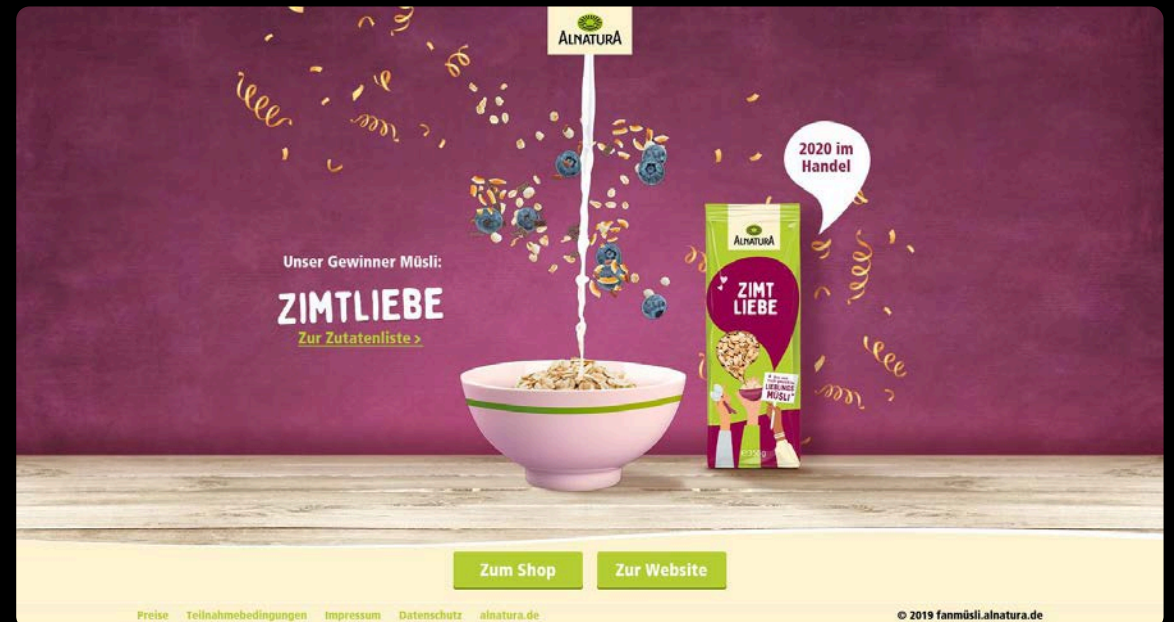 ALNATURA
2020 im
Handel
ALNATURA
ZIMT
LIEBE
LIEBLINGS
MÜSLI
Unser Gewinner Müsli:
ZIMTLIEBE
Zur Zutatenliste >
Zum Shop
Zur Website
Preise Teilnahmebedingungen Impressum Datenschutz alnatura.de
© 2019 fanmüsli.alnatura.de